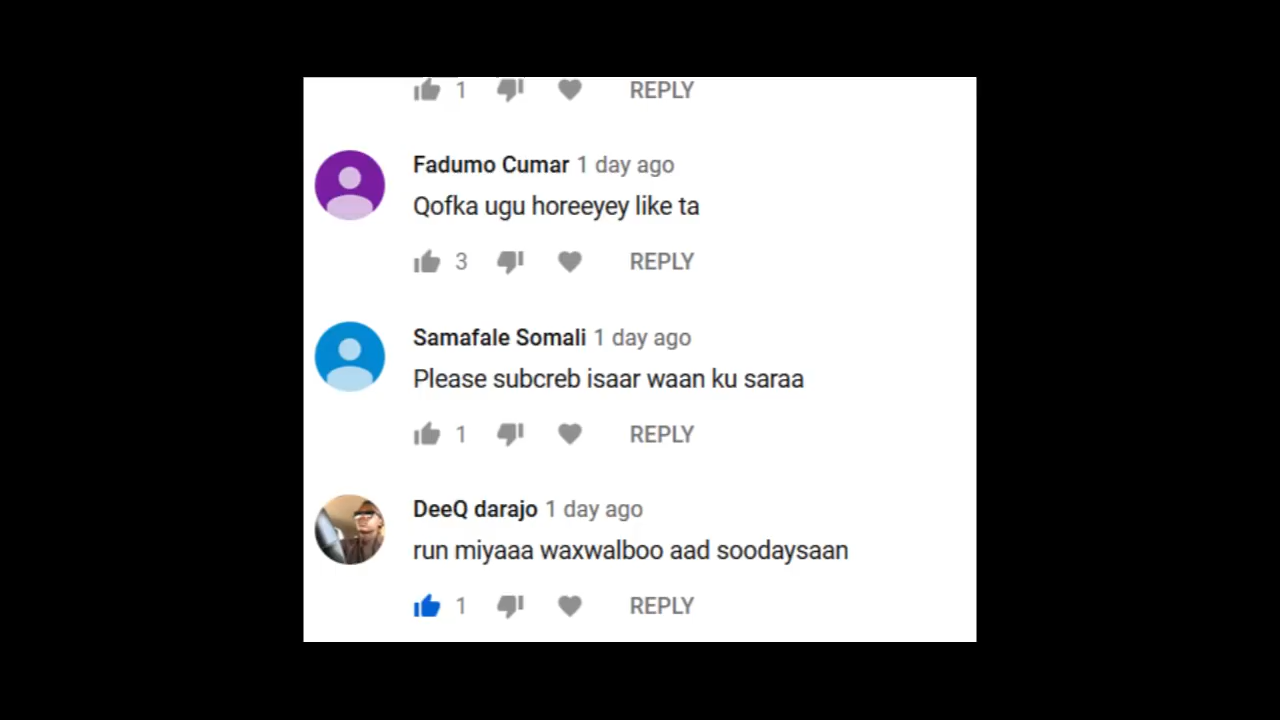 1 REPLY
Fadumo Cumar 1 day ago
Qofka ugu horeeyey like ta
3 REPLY
Samafale Somali 1 day ago
Please subcreb isaar waan ku saraa
1 REPLY
DeeQ darajo 1 day ago
run miyaaa waxwalboo aad soodaysaan
1 REPLY